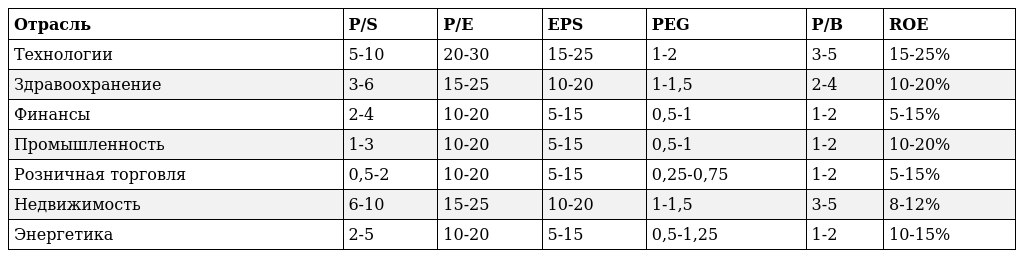 Отрасль P/S P/E EPS PEG P/B ROE
Технологии 5-10 20-30 15-25 1-2 3-5 15-25%
Здравоохранение 3-6 15-25 10-20 1-1,5 2-4 10-20%
Финансы 2-4 10-20 5-15 0,5-1 1-2 5-15%
Промышленность 1-3 10-20 5-15 0,5-1 1-2 10-20%
Розничная торговля 0,5-2 10-20 5-15 0,25-0,75 1-2 5-15%
Недвижимость 6-10 15-25 10-20 1-1,5 3-5 8-12%
Энергетика 2-5 10-20 5-15 0,5-1,25 1-2 10-15%